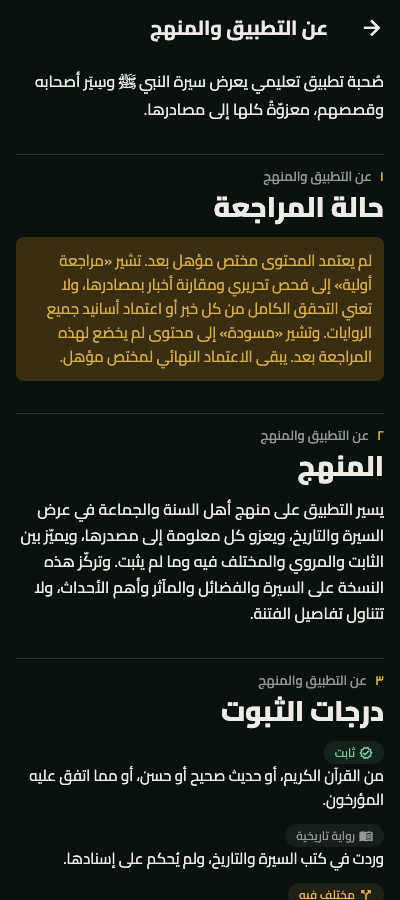 عن التطبيق والمنهج
صُحبة تطبيق تعليمي يعرض سيرة النبي ﷺ وسِيَر أصحابه
وقصصهم، معزوّةً كلها إلى مصادرها.
١ عن التطبيق والمنهج
حالة المراجعة
لم يعتمد المحتوى مختص مؤهل بعد. تشير «مراجعة
أولية» إلى فحص تحريري ومقارنة أخبار بمصادرها، ولا
تعني التحقق الكامل من كل خبر أو اعتماد أسانيد جميع
الروايات. وتشير «مسودة» إلى محتوى لم يخضع لهذه
المراجعة بعد. يبقى الاعتماد النهائي لمختص مؤهل.
٢ عن التطبيق والمنهج
المنهج
يسير التطبيق على منهج أهل السنة والجماعة في عرض
السيرة والتاريخ، ويعزو كل معلومة إلى مصدرها، ويميّز بين
الثابت والمروي والمختلف فيه وما لم يثبت. وتركّز هذه
النسخة على السيرة والفضائل والمآثر وأهم الأحداث، ولا
تتناول تفاصيل الفتنة.
٣ عن التطبيق والمنهج
درجات الثبوت
ثابت
من القرآن الكريم، أو حديث صحيح أو حسن، أو مما اتفق عليه
المؤرخون.
رواية تاريخية
وردت في كتب السيرة والتاريخ، ولم يُحكم على إسنادها.
مختلف فيه